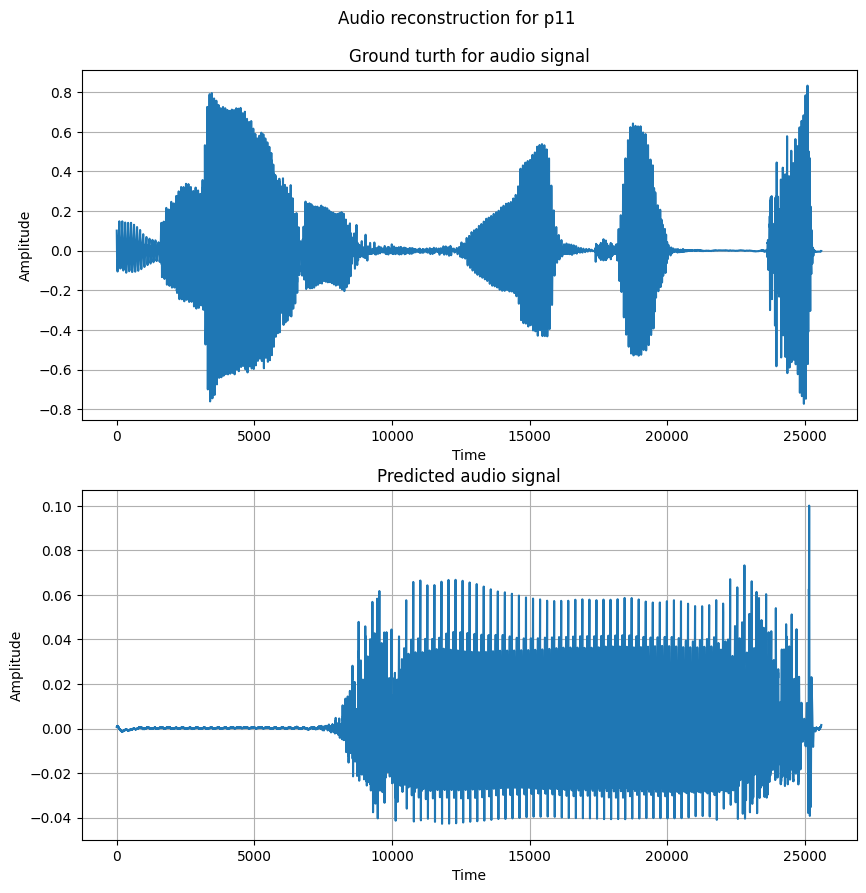 Audio reconstruction for p11
Ground turth for audio signal
0.8
0.6
0.4
0.2
0.0
−0.2
−0.4
−0.6
−0.8
Amplitude
0 5000 10000 15000 20000 25000
Time
Predicted audio signal
0.10
0.08
0.06
0.04
0.02
0.00
−0.02
−0.04
Amplitude
0 5000 10000 15000 20000 25000
Time